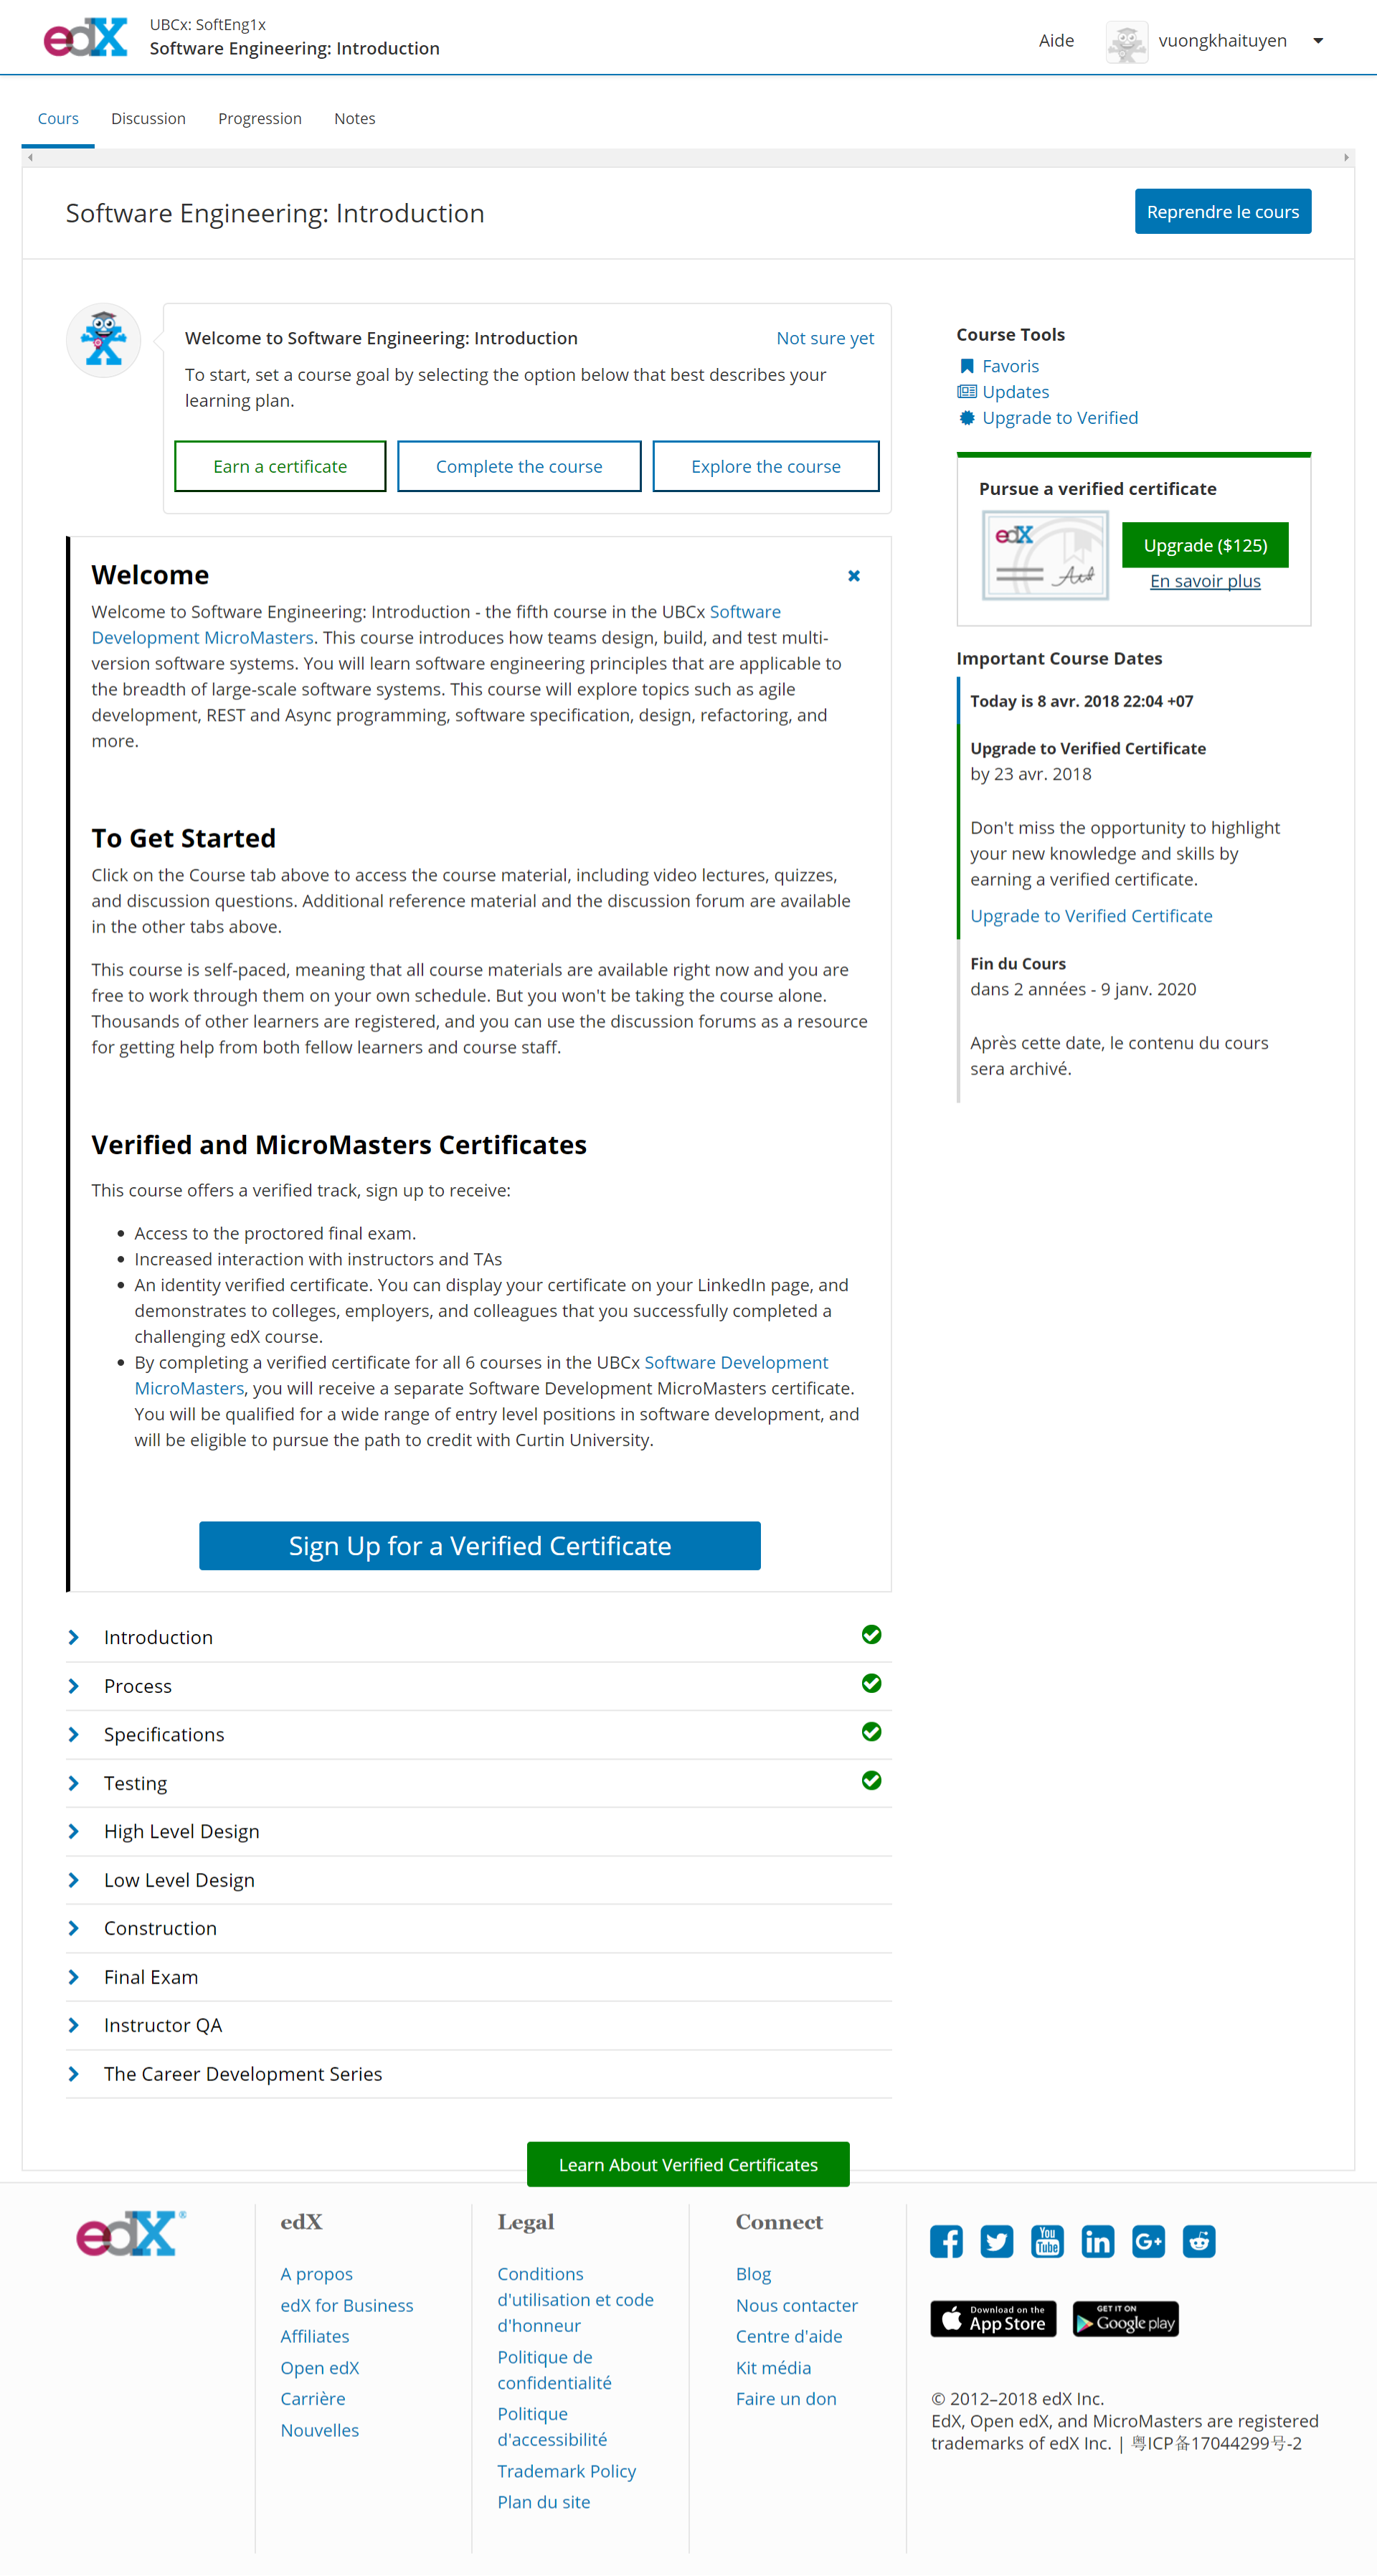 edX
UBCx: SoftEng1x
Software Engineering: Introduction
Aide
vuongkhaituyen
Cours
Discussion
Progression
Notes
Software Engineering: Introduction
Reprendre le cours
Welcome to Software Engineering: Introduction
Not sure yet
To start, set a course goal by selecting the option below that best describes your
learning plan.
Earn a certificate
Complete the course
Explore the course
Welcome
Welcome to Software Engineering: Introduction - the fifth course in the UBCx Software
Development MicroMasters. This course introduces how teams design, build, and test multi-
version software systems. You will learn software engineering principles that are applicable to
the breadth of large-scale software systems. This course will explore topics such as agile
development, REST and Async programming, software specification, design, refactoring, and
more.
To Get Started
Click on the Course tab above to access the course material, including video lectures, quizzes,
and discussion questions. Additional reference material and the discussion forum are available
in the other tabs above.
This course is self-paced, meaning that all course materials are available right now and you are
free to work through them on your own schedule. But you won't be taking the course alone.
Thousands of other learners are registered, and you can use the discussion forums as a resource
for getting help from both fellow learners and course staff.
Verified and MicroMasters Certificates
This course offers a verified track, sign up to receive:
• Access to the proctored final exam.
• Increased interaction with instructors and TAs
• An identity verified certificate. You can display your certificate on your LinkedIn page, and
demonstrates to colleges, employers, and colleagues that you successfully completed a
challenging edX course.
• By completing a verified certificate for all 6 courses in the UBCx Software Development
MicroMasters, you will receive a separate Software Development MicroMasters certificate.
You will be qualified for a wide range of entry level positions in software development, and
will be eligible to pursue the path to credit with Curtin University.
Sign Up for a Verified Certificate
Introduction
Process
Specifications
Testing
High Level Design
Low Level Design
Construction
Final Exam
Instructor QA
The Career Development Series
Course Tools
Favoris
Updates
Upgrade to Verified
Pursue a verified certificate
edX
Upgrade ($125)
En savoir plus
Important Course Dates
Today is 8 avr. 2018 22:04 +07
Upgrade to Verified Certificate
by 23 avr. 2018
Don't miss the opportunity to highlight
your new knowledge and skills by
earning a verified certificate.
Upgrade to Verified Certificate
Fin du Cours
dans 2 années - 9 janv. 2020
Après cette date, le contenu du cours
sera archivé.
Learn About Verified Certificates
edX®
edX
A propos
edX for Business
Affiliates
Open edX
Carrière
Nouvelles
Legal
Conditions
d'utilisation et code
d'honneur
Politique de
confidentialité
Politique
d'accessibilité
Trademark Policy
Plan du site
Connect
Blog
Nous contacter
Centre d'aide
Kit média
Faire un don
You
Tube
in
G+
Download on the
App Store
GET IT ON
Google play
© 2012–2018 edX Inc.
EdX, Open edX, and MicroMasters are registered
trademarks of edX Inc. | 粤ICP备17044299号-2